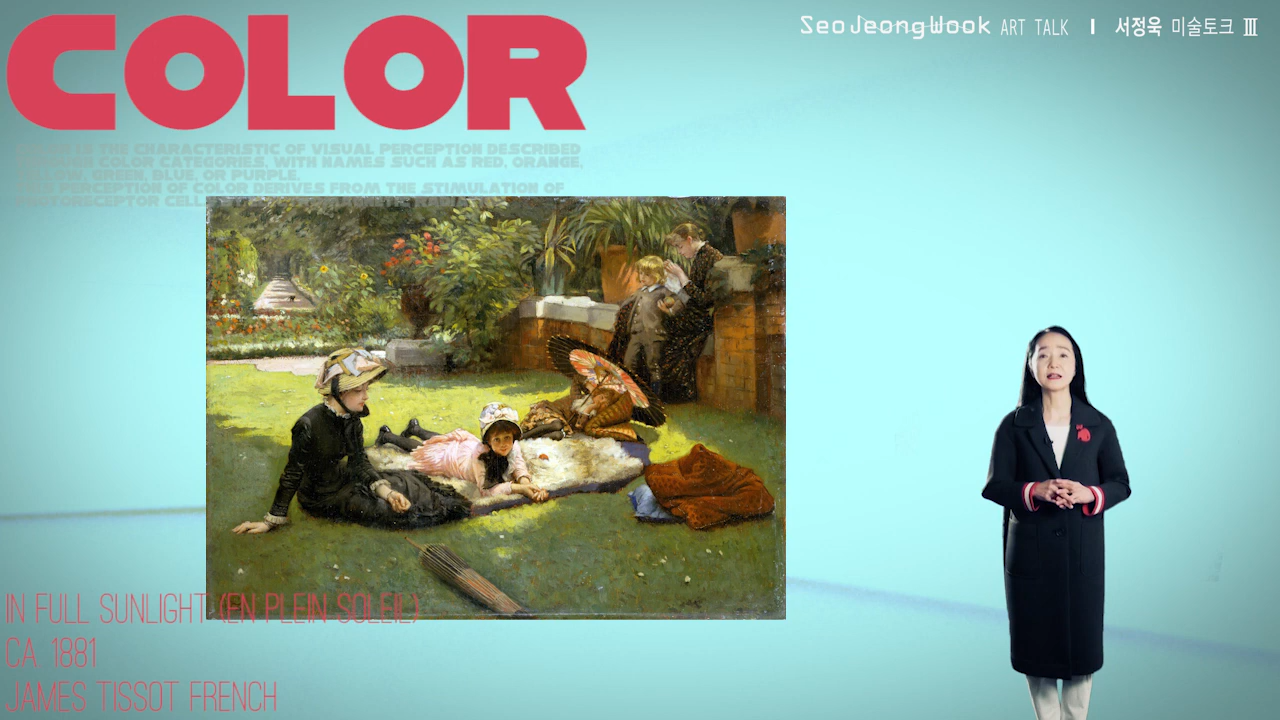 COLOR
SeoJeongWook ART TALK I 서정욱 미술토크 Ⅲ
IS THE CHARACTERISTIC OF VISUAL PERCEPTION DESCRIBED
THROUGH COLOR CATEGORIES, WITH NAMES SUCH AS RED, ORANGE,
YELLOW, GREEN, BLUE, OR PURPLE.
THIS PERCEPTION OF COLOR DERIVES FROM THE STIMULATION OF
PHOTORECEPTOR
IN FULL SUNLIGHT (EN PLEIN SOLEIL)
CA. 1881
JAMES TISSOT FRENCH